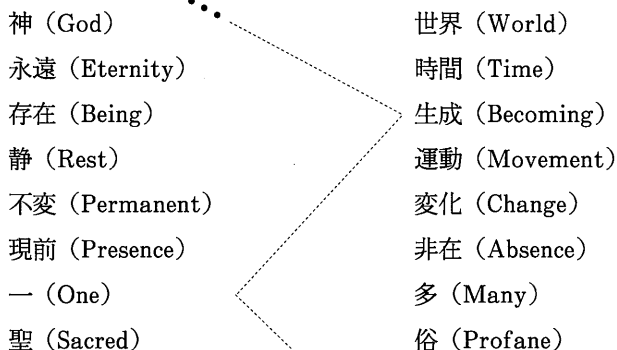 神（God） 世界（World）
永遠（Eternity） 時間（Time）
存在（Being） 生成（Becoming）
静（Rest） 運動（Movement）
不変（Permanent） 変化（Change）
現前（Presence） 非在（Absence）
一（One） 多（Many）
聖（Sacred） 俗（Profane）